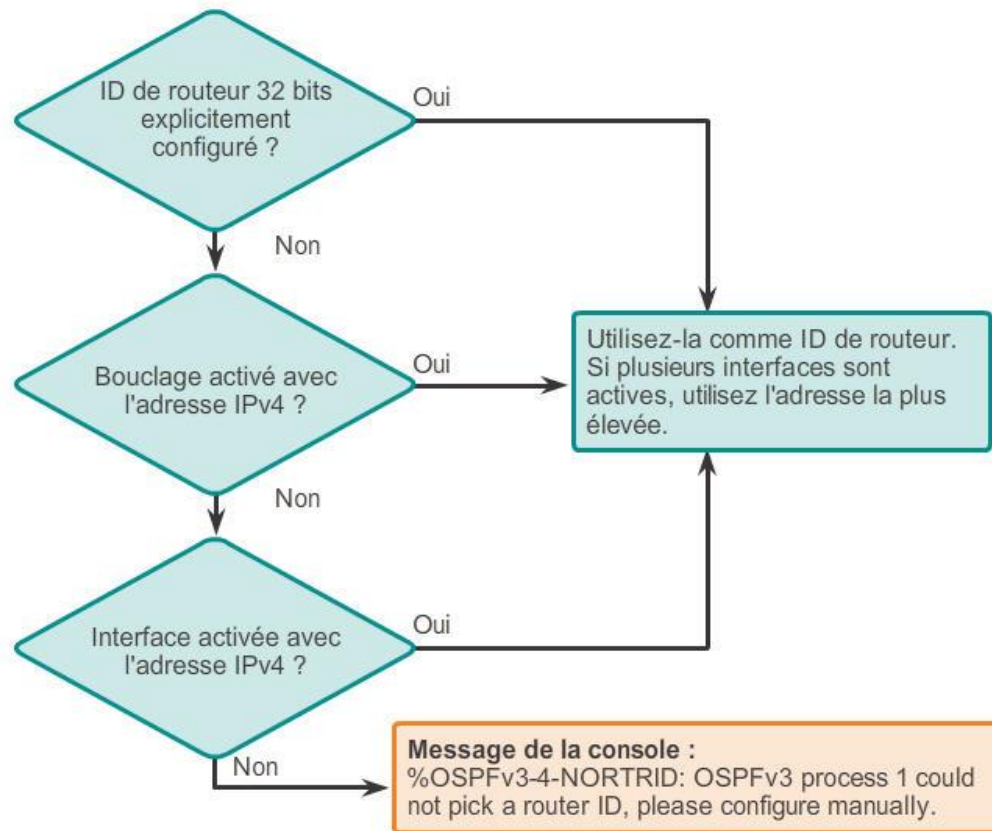 ID de routeur 32 bits
explicitement
configuré ?
Oui
Non
Bouclage activé avec
l'adresse IPv4 ?
Oui
Utilisez-la comme ID de routeur.
Si plusieurs interfaces sont
actives, utilisez l'adresse la plus
élevée.
Non
Interface activée avec
l'adresse IPv4 ?
Oui
Non
Message de la console :
%OSPFv3-4-NORTRID: OSPFv3 process 1 could
not pick a router ID, please configure manually.